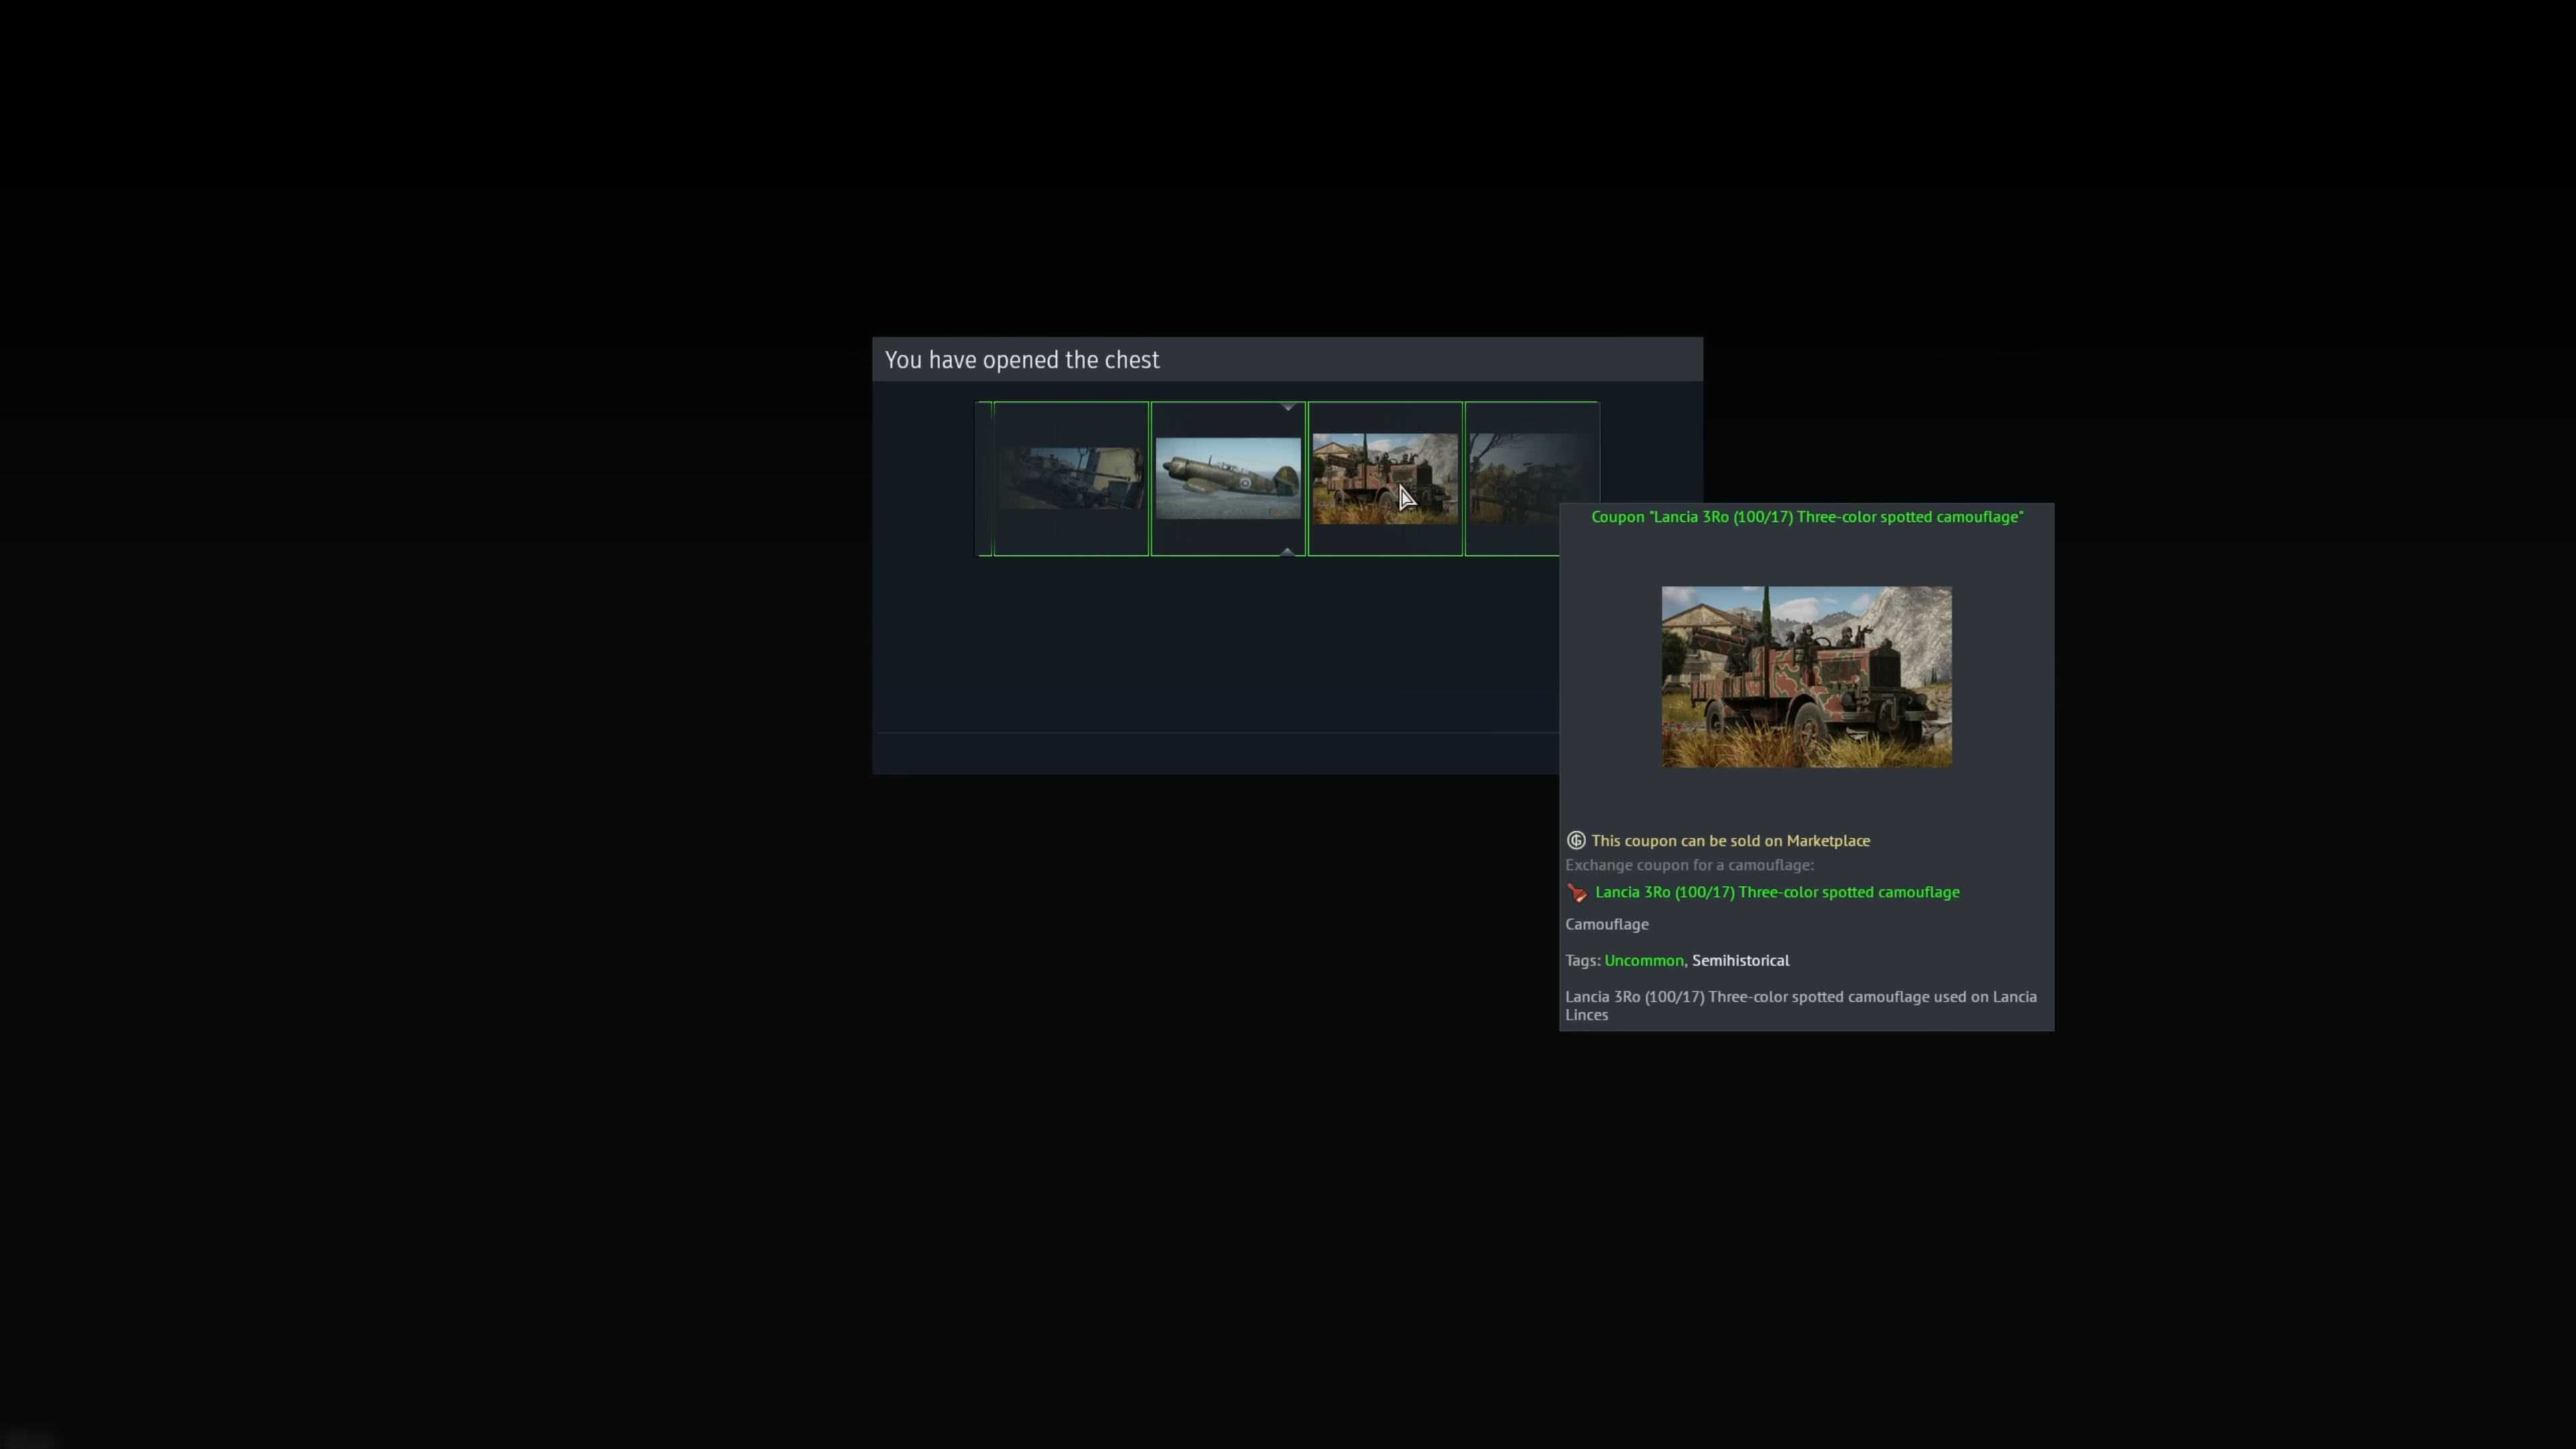 You have opened the chest
Coupon "Lancia 3Ro (100/17) Three-color spotted camouflage"
This coupon can be sold on Marketplace
Exchange coupon for a camouflage:
Lancia 3Ro (100/17) Three-color spotted camouflage
Camouflage
Tags: Uncommon, Semihistorical
Lancia 3Ro (100/17) Three-color spotted camouflage used on Lancia
Linces